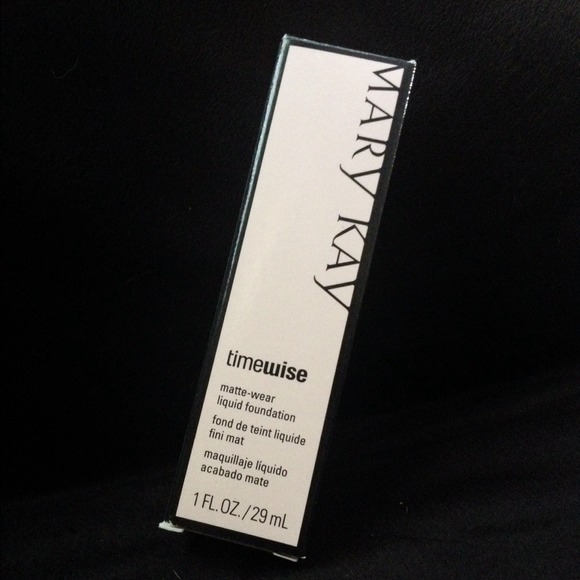 MARY KAY
timewise
matte-wear
liquid foundation
fond de teint liquide
fini mat
maquillaje líquido
acabado mate
1 FL. OZ. / 29 mL